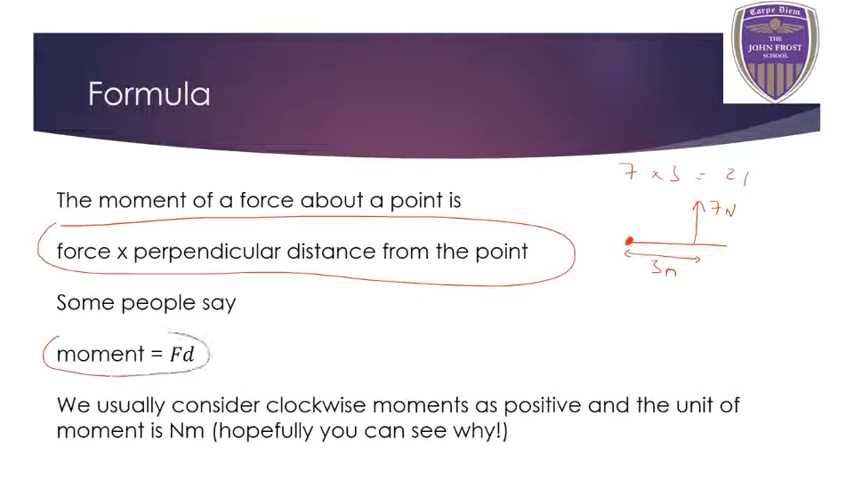 Carpe Diem
THE
JOHN FROST
SCHOOL
Formula
7 x 3 = 21
The moment of a force about a point is
7N
force x perpendicular distance from the point
3m
Some people say
moment = Fd
We usually consider clockwise moments as positive and the unit of
moment is Nm (hopefully you can see why!)